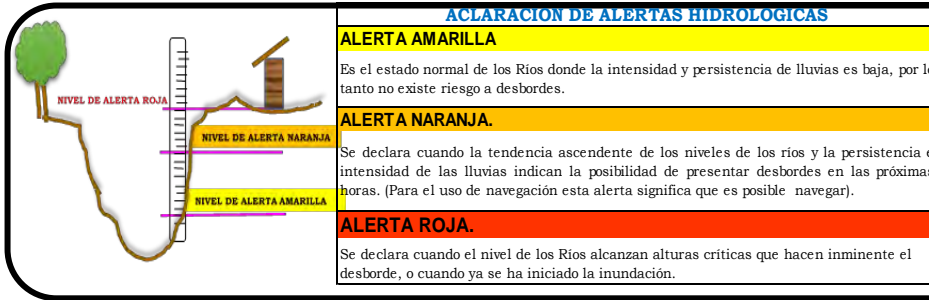 ACLARACION DE ALERTAS HIDROLOGICAS
ALERTA AMARILLA
Es el estado normal de los Ríos donde la intensidad y persistencia de lluvias es baja, por l
tanto no existe riesgo a desbordes.
ALERTA NARANJA.
Se declara cuando la tendencia ascendente de los niveles de los ríos y la persistencia e
intensidad de las lluvias indican la posibilidad de presentar desbordes en las próximas
horas. (Para el uso de navegación esta alerta significa que es posible navegar).
ALERTA ROJA.
Se declara cuando el nivel de los Ríos alcanzan alturas críticas que hacen inminente el
desborde, o cuando ya se ha iniciado la inundación.
NIVEL DE ALERTA ROJA
NIVEL DE ALERTA NARANJA
NIVEL DE ALERTA AMARILLA